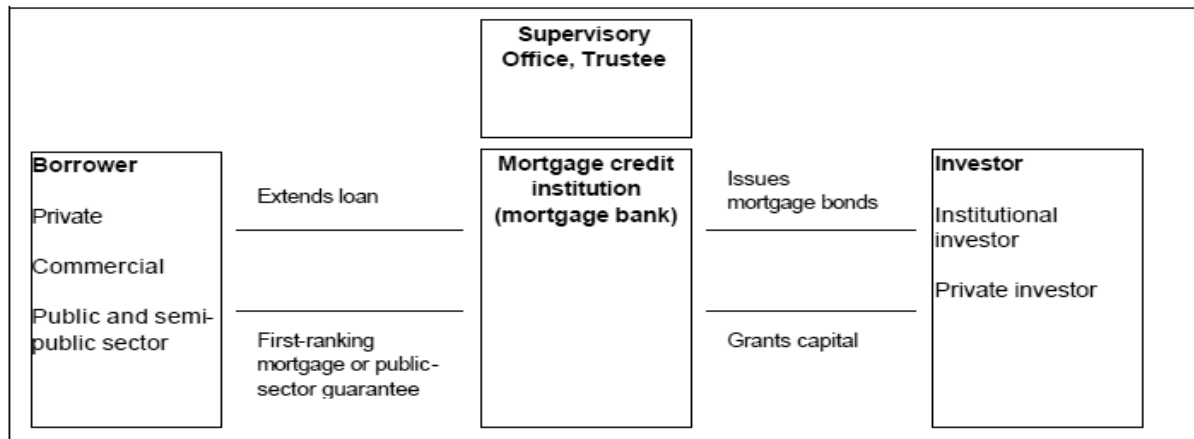 Supervisory
Office, Trustee
Borrower
Private
Commercial
Public and semi-
public sector
Extends loan
First-ranking
mortgage or public-
sector guarantee
Mortgage credit
institution
(mortgage bank)
Issues
mortgage bonds
Grants capital
Investor
Institutional
investor
Private investor